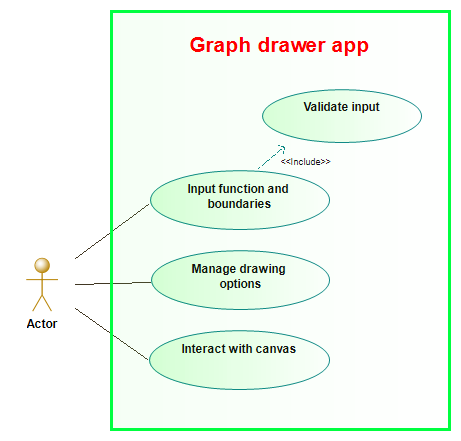 Graph drawer app
Validate input
<<Include>>
Input function and
boundaries
Manage drawing
options
Actor
Interact with canvas